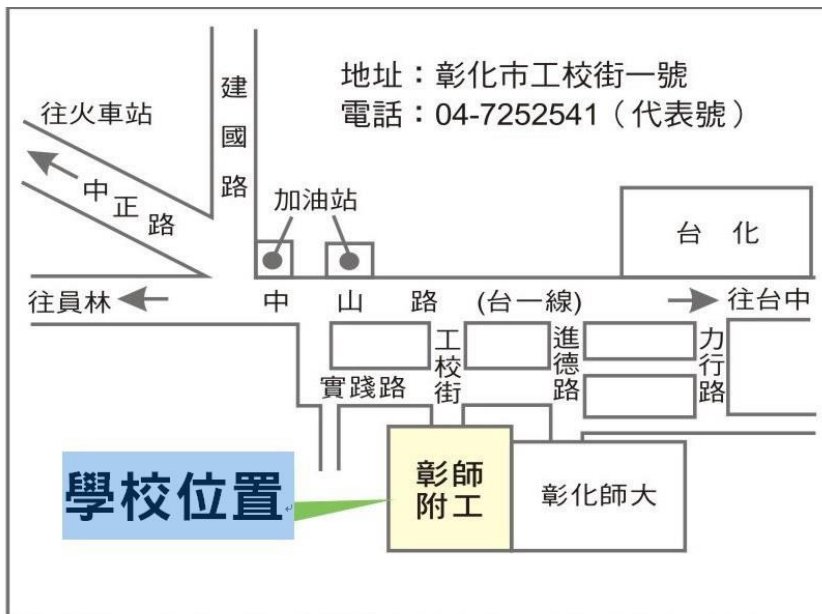 地址：彰化市工校街一號
電話：04-7252541（代表號）
往火車站
建國路
中正路
加油站
台 化
往員林
中 山 路 (台一線)
往台中
工校街
進德路
力行路
實踐路
學校位置
彰師
附工
彰化師大